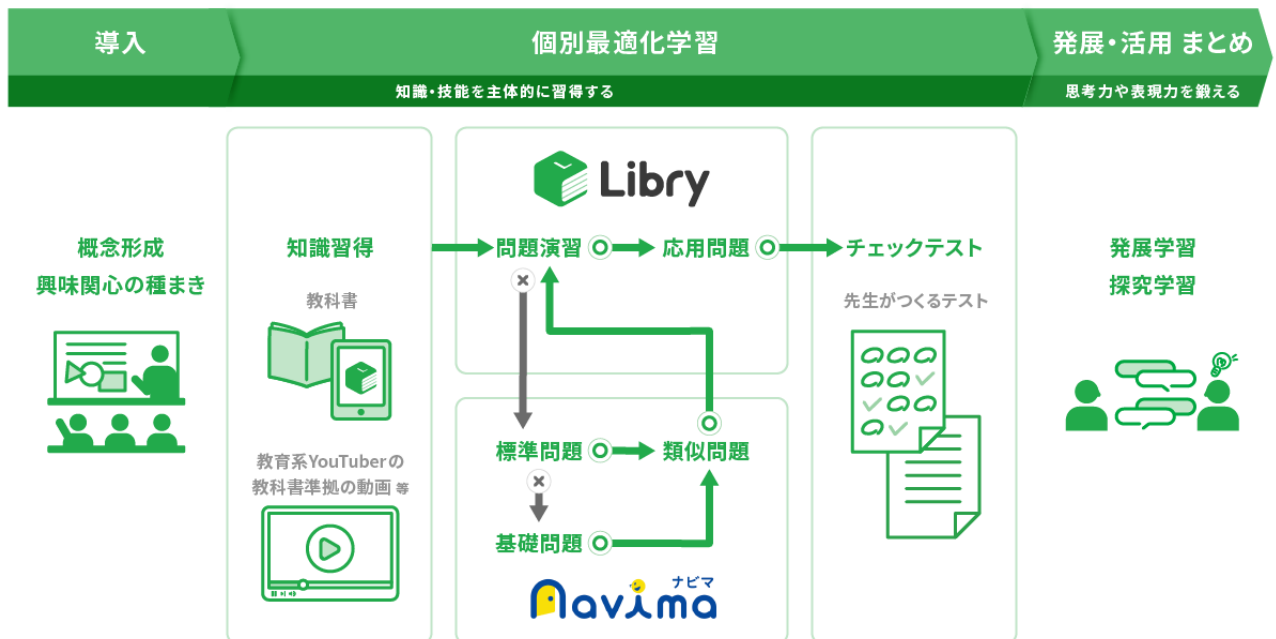 導入
個別最適化学習
発展・活用 まとめ
知識・技能を主体的に習得する
思考力や表現力を鍛える
概念形成
興味関心の種まき
知識習得
教科書
教育系YouTuberの
教科書準拠の動画 等
Libry
問題演習
応用問題
標準問題
類似問題
基礎問題
ナビマ
navima
チェックテスト
先生がつくるテスト
発展学習
探究学習